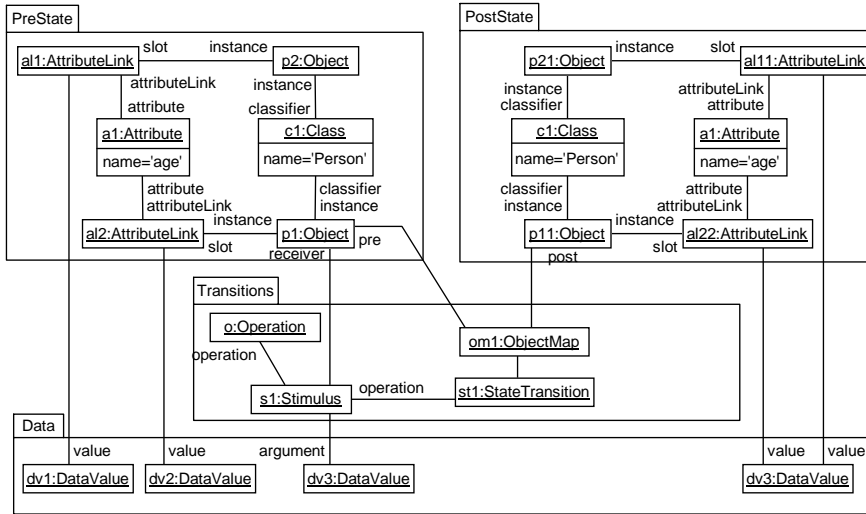 PreState
slot
instance
al1:AttributeLink
p2:Object
attributeLink
instance
attribute
classifier
a1:Attribute
name='age'
c1:Class
name='Person'
attribute
classifier
attributeLink
instance
instance
al2:AttributeLink
slot
p1:Object
receiver
pre
PostState
instance
slot
p21:Object
al11:AttributeLink
instance
attributeLink
classifier
attribute
c1:Class
name='Person'
a1:Attribute
name='age'
classifier
attribute
instance
attributeLink
instance
p11:Object
al22:AttributeLink
post
slot
Transitions
o:Operation
operation
om1:ObjectMap
operation
s1:Stimulus
st1:StateTransition
Data
value
value
argument
value
value
dv1:DataValue
dv2:DataValue
dv3:DataValue
dv3:DataValue